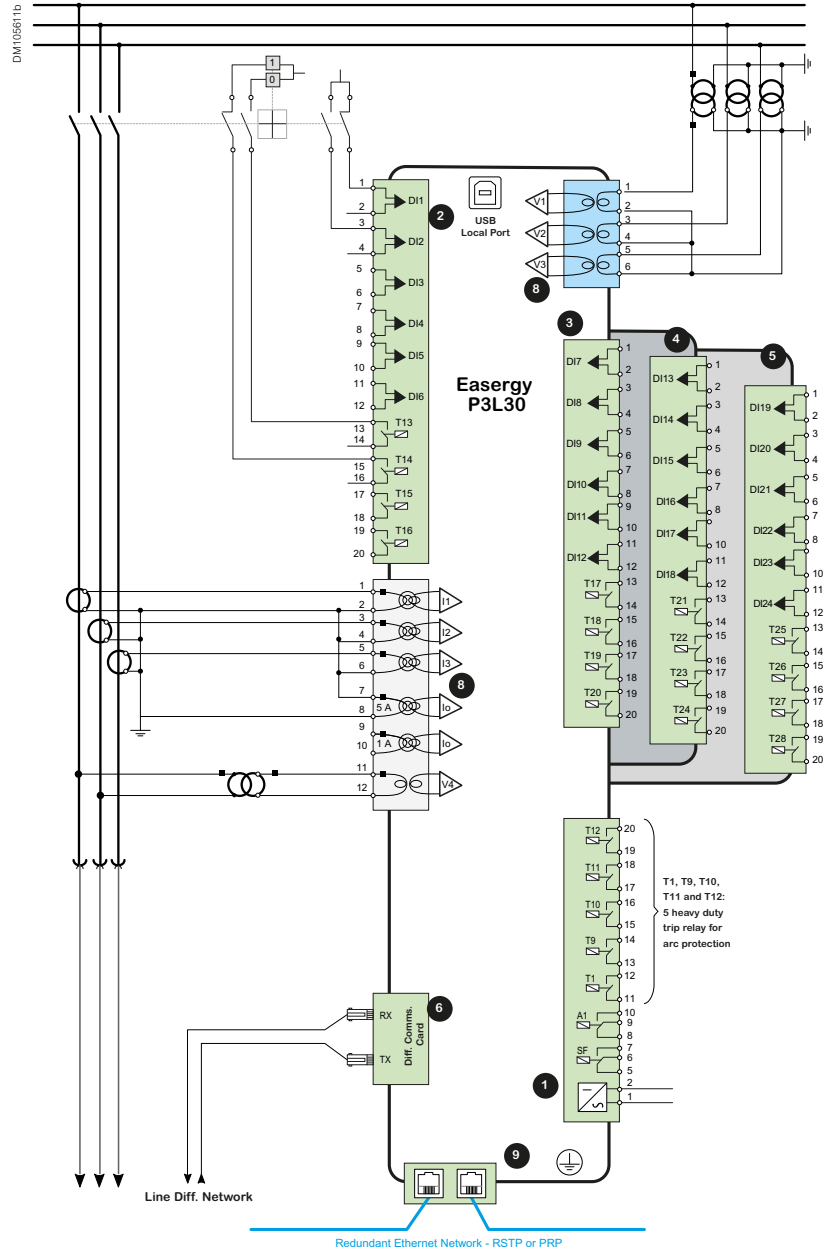 DM105611b
1
0
USB
Local Port
Easergy
P3L30
2
1
2
3
4
5
6
7
8
9
10
11
12
13
14
15
16
17
18
19
20
DI1
DI2
DI3
DI4
DI5
DI6
T13
T14
T15
T16
V1
V2
V3
8
1
2
3
4
5
6
3
DI7
DI8
DI9
DI10
DI11
DI12
T17
T18
T19
T20
1
2
3
4
5
6
7
8
9
10
11
12
13
14
15
16
17
18
19
20
4
DI13
DI14
DI15
DI16
DI17
DI18
T21
T22
T23
T24
1
2
3
4
5
6
7
8
10
11
12
13
14
15
16
17
18
19
20
5
DI19
DI20
DI21
DI22
DI23
DI24
T25
T26
T27
T28
1
2
3
4
5
6
7
8
10
11
12
13
14
15
16
17
18
19
20
1
2
3
4
5
6
7
8
9
10
11
12
5 A
1 A
I1
I2
I3
Io
Io
V4
8
T12
T11
T10
T9
T1
A1
SF
20
19
18
17
16
15
14
13
12
11
10
9
8
7
6
5
2
1
I
S
1
T1, T9, T10,
T11 and T12:
5 heavy duty
trip relay for
arc protection
RX
TX
Diff. Comms.
Card
6
9
Line Diff. Network
Redundant Ethernet Network - RSTP or PRP